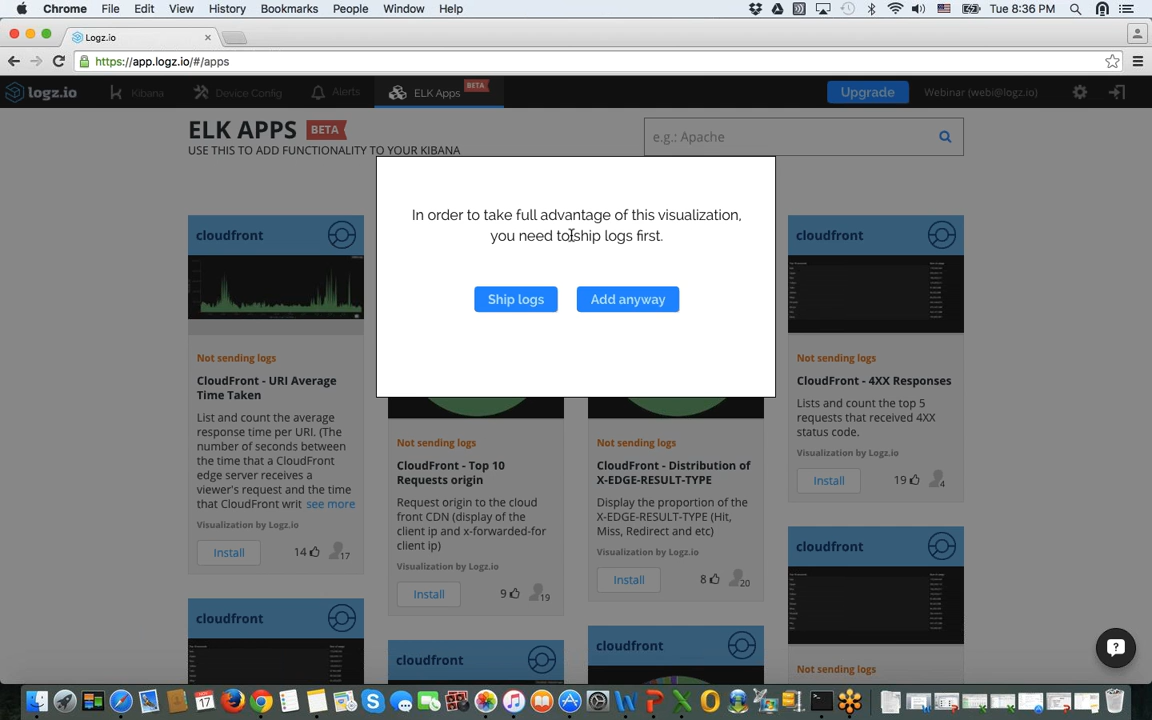 Chrome File Edit View History Bookmarks People Window Help Tue 8:36 PM
Logz.io
https://app.logz.io/#/apps
logz.io Kibana Device Config Alerts ELK Apps BETA Upgrade Webinar (webi@logz.io)
ELK APPS BETA
USE THIS TO ADD FUNCTIONALITY TO YOUR KIBANA
e.g.: Apache
In order to take full advantage of this visualization,
you need to ship logs first.
Ship logs Add anyway
cloudfront
Not sending logs
CloudFront - URI Average
Time Taken
List and count the average
response time per URI. (The
number of seconds between
the time that a CloudFront
edge server receives a
viewer's request and the time
that CloudFront writ see more
Visualization by Logz.io
Install 14 17
cloudfront
Not sending logs
CloudFront - Top 10
Requests origin
Request origin to the cloud
front CDN (display of the
client ip and x-forwarded-for
client ip)
Visualization by Logz.io
Install 9 19
cloudfront
Not sending logs
CloudFront - Distribution of
X-EDGE-RESULT-TYPE
Display the proportion of the
X-EDGE-RESULT-TYPE (Hit,
Miss, Redirect and etc)
Visualization by Logz.io
Install 8 20
cloudfront
cloudfront
Not sending logs
CloudFront - 4XX Responses
Lists and count the top 5
requests that received 4XX
status code.
Visualization by Logz.io
Install 19 4
cloudfront
Not sending logs